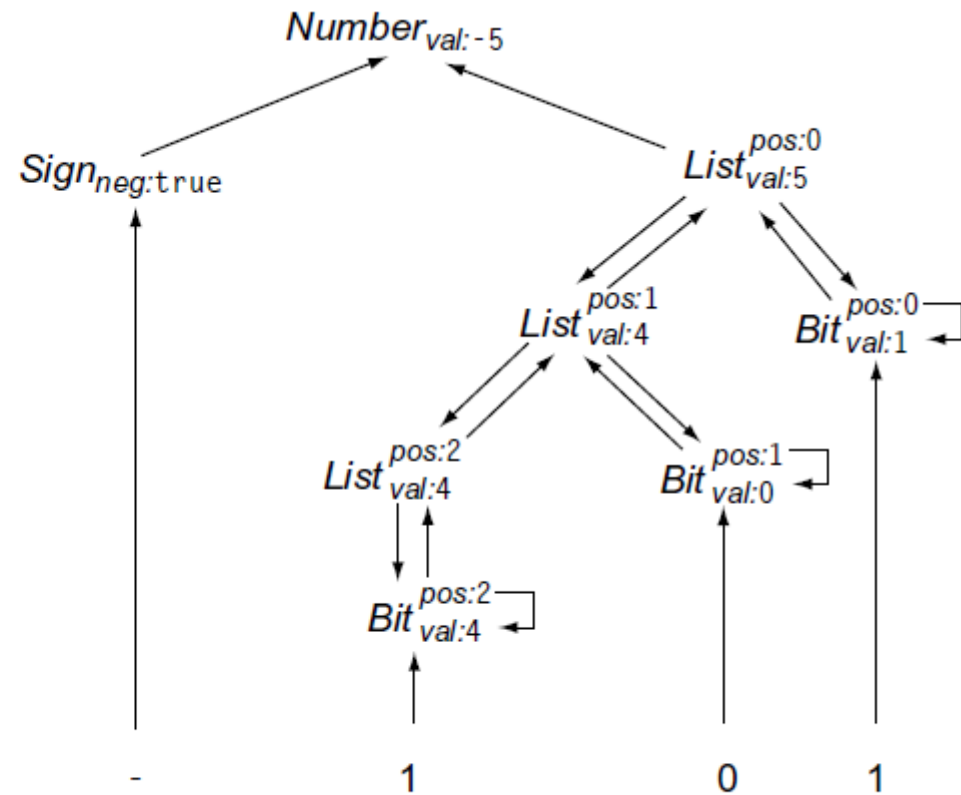 Number val:-5
Sign neg:true
List pos:0 val:5
List pos:1 val:4
Bit pos:0 val:1
List pos:2 val:4
Bit pos:1 val:0
Bit pos:2 val:4
- 1 0 1